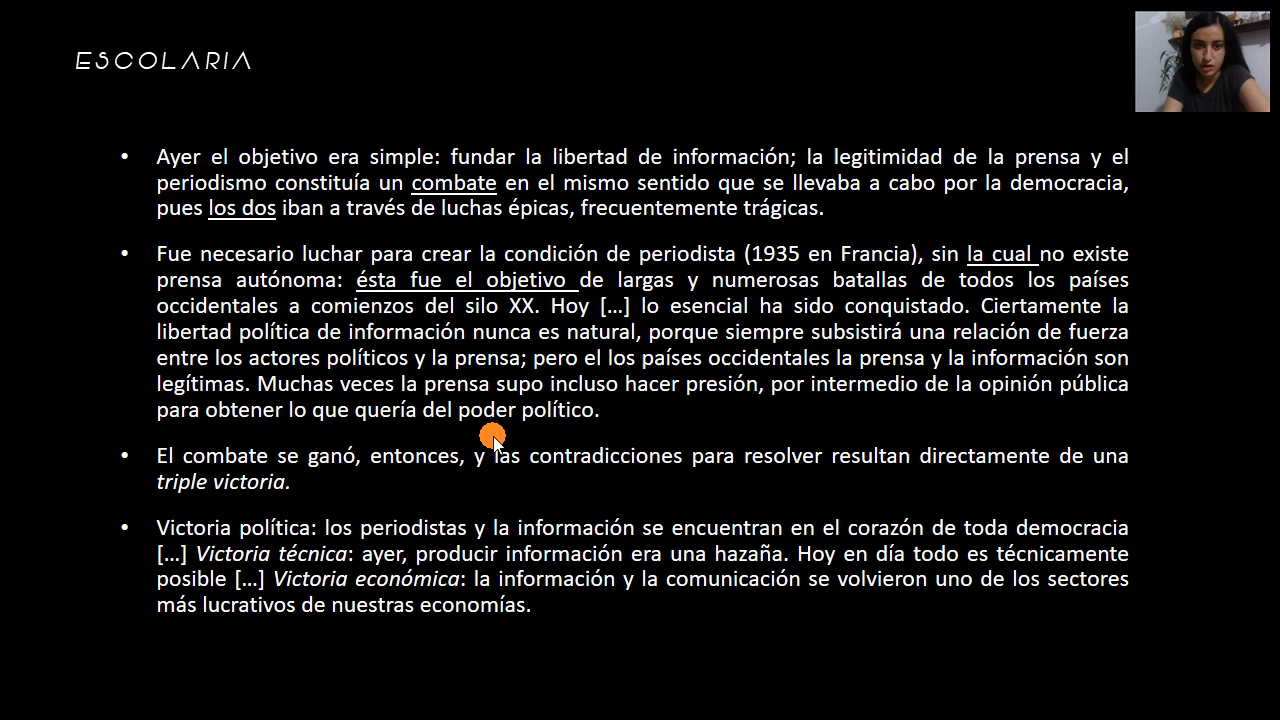 ESCOLARIA
• Ayer el objetivo era simple: fundar la libertad de información; la legitimidad de la prensa y el
periodismo constituía un combate en el mismo sentido que se llevaba a cabo por la democracia,
pues los dos iban a través de luchas épicas, frecuentemente trágicas.
• Fue necesario luchar para crear la condición de periodista (1935 en Francia), sin la cual no existe
prensa autónoma: ésta fue el objetivo de largas y numerosas batallas de todos los países
occidentales a comienzos del silo XX. Hoy [...] lo esencial ha sido conquistado. Ciertamente la
libertad política de información nunca es natural, porque siempre subsistirá una relación de fuerza
entre los actores políticos y la prensa; pero el los países occidentales la prensa y la información son
legítimas. Muchas veces la prensa supo incluso hacer presión, por intermedio de la opinión pública
para obtener lo que quería del poder político.
• El combate se ganó, entonces, y las contradicciones para resolver resultan directamente de una
triple victoria.
• Victoria política: los periodistas y la información se encuentran en el corazón de toda democracia
[...] Victoria técnica: ayer, producir información era una hazaña. Hoy en día todo es técnicamente
posible [...] Victoria económica: la información y la comunicación se volvieron uno de los sectores
más lucrativos de nuestras economías.